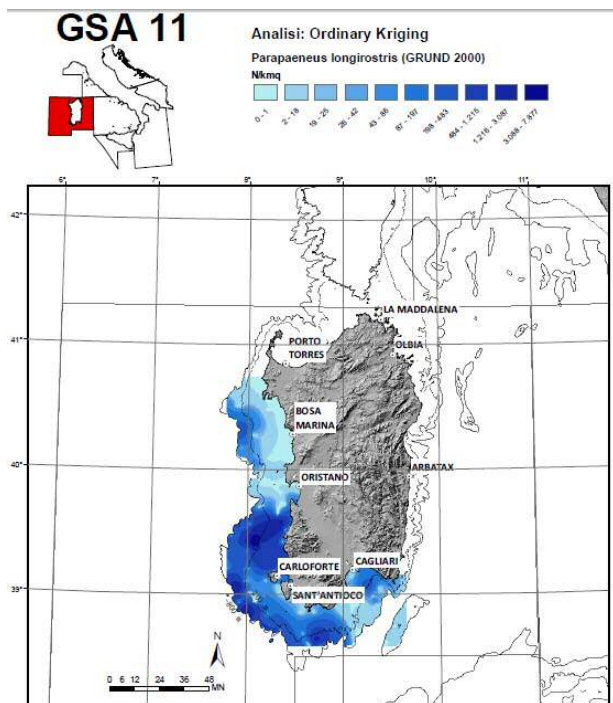 GSA 11
Analisi: Ordinary Kriging
Parapaeneus longirostris (GRUND 2000)
N/kmq
0 - 1
2 - 18
19 - 25
26 - 42
43 - 86
87 - 197
198 - 483
484 - 1.215
1.216 - 3.087
3.088 - 7.877
6°
7°
8°
9°
10°
11°
42°
41°
40°
39°
LA MADDALENA
PORTO
TORRES
OLBIA
BOSA
MARINA
ARBATAX
ORISTANO
CAGLIARI
CARLOFORTE
SANT'ANTIOCO
N
0 6 12 24 36 48
MN